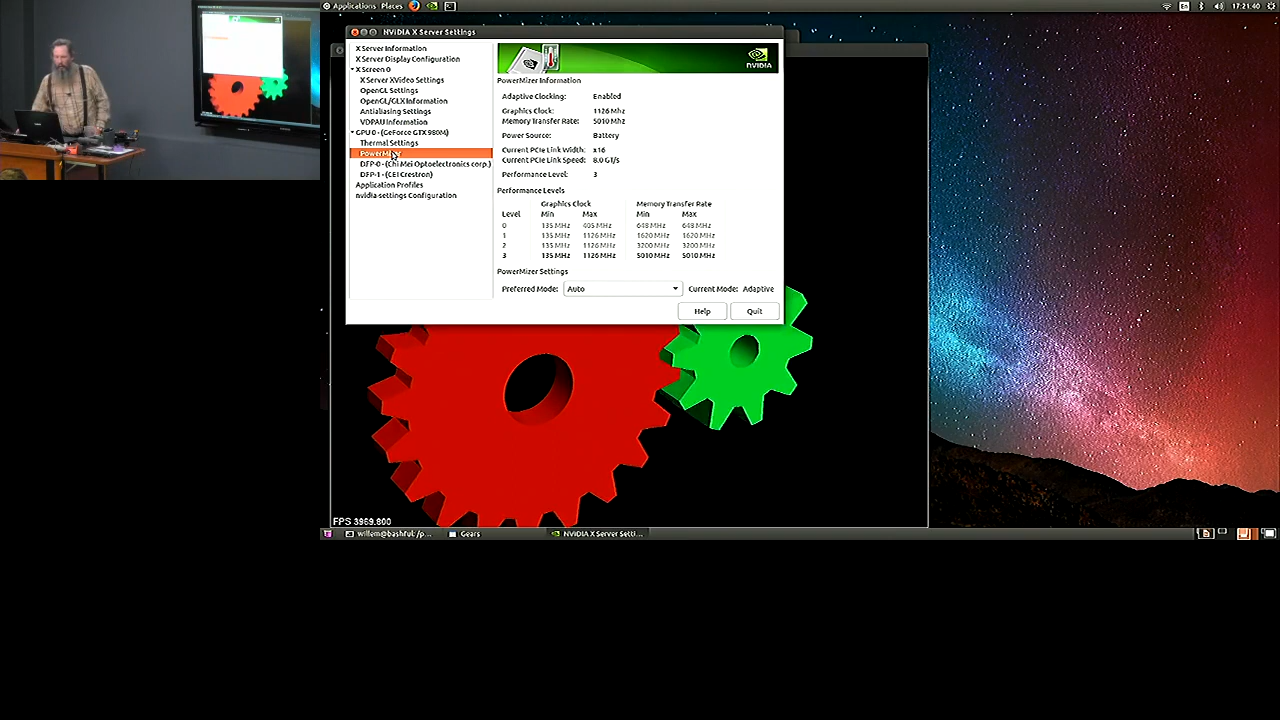 Applications Places
17:21:40
NVIDIA X Server Settings
X Server Information
X Server Display Configuration
X Screen 0
X Server XVideo Settings
OpenGL Settings
OpenGL/GLX Information
Antialiasing Settings
VDPAU Information
GPU 0 - (GeForce GTX 980M)
Thermal Settings
PowerMizer
DFP-0 - (Chi Mei Optoelectronics corp.)
DFP-1 - (CEI Crestron)
Application Profiles
nvidia-settings Configuration
NVIDIA
PowerMizer Information
Adaptive Clocking: Enabled
Graphics Clock: 1126 Mhz
Memory Transfer Rate: 5010 Mhz
Power Source: Battery
Current PCIe Link Width: x16
Current PCIe Link Speed: 8.0 GT/s
Performance Level: 3
Performance Levels
Graphics Clock Memory Transfer Rate
Level Min Max Min Max
0 135 MHz 405 MHz 648 MHz 648 MHz
1 135 MHz 1126 MHz 1620 MHz 1620 MHz
2 135 MHz 1126 MHz 3200 MHz 3200 MHz
3 135 MHz 1126 MHz 5010 MHz 5010 MHz
PowerMizer Settings
Preferred Mode: Auto Current Mode: Adaptive
Help Quit
FPS 3969.800
willem@bashful: /p... Gears NVIDIA X Server Setti...